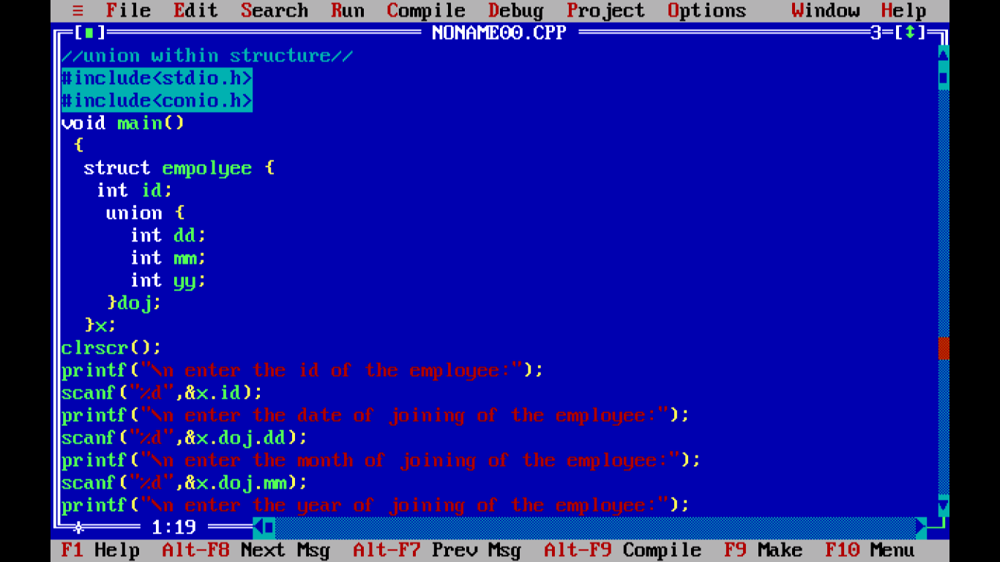 ≡ File Edit Search Run Compile Debug Project Options Window Help
[■] NONAME00.CPP 3=[↕]
//union within structure//
#include<stdio.h>
#include<conio.h>
void main()
{
struct empolyee {
int id;
union {
int dd;
int mm;
int yy;
}doj;
}x;
clrscr();
printf("\n enter the id of the employee:");
scanf("%d",&x.id);
printf("\n enter the date of joining of the employee:");
scanf("%d",&x.doj.dd);
printf("\n enter the month of joining of the employee:");
scanf("%d",&x.doj.mm);
printf("\n enter the year of joining of the employee:");
1:19
F1 Help Alt-F8 Next Msg Alt-F7 Prev Msg Alt-F9 Compile F9 Make F10 Menu